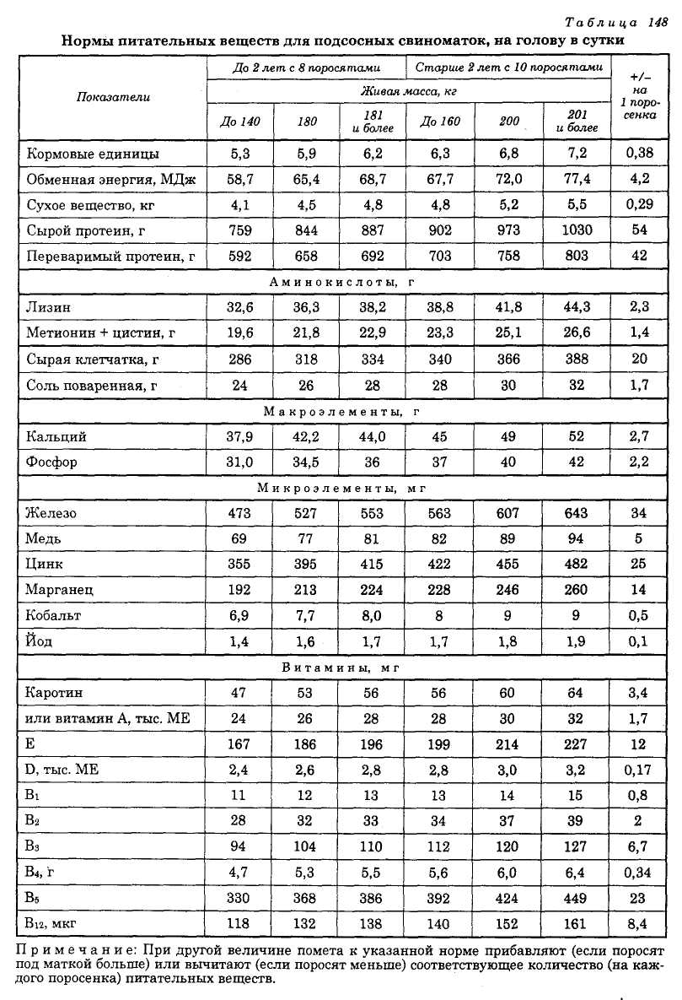 Таблица 148
Нормы питательных веществ для подсосных свиноматок, на голову в сутки
Показатели | До 2 лет с 8 поросятами | Старше 2 лет с 10 поросятами | +/– на 1 поро-сенка
Живая масса, кг
До 140 | 180 | 181 и более | До 160 | 200 | 201 и более
Кормовые единицы | 5,3 | 5,9 | 6,2 | 6,3 | 6,8 | 7,2 | 0,38
Обменная энергия, МДж | 58,7 | 65,4 | 68,7 | 67,7 | 72,0 | 77,4 | 4,2
Сухое вещество, кг | 4,1 | 4,5 | 4,8 | 4,8 | 5,2 | 5,5 | 0,29
Сырой протеин, г | 759 | 844 | 887 | 902 | 973 | 1030 | 54
Переваримый протеин, г | 592 | 658 | 692 | 703 | 758 | 803 | 42
Аминокислоты, г
Лизин | 32,6 | 36,3 | 38,2 | 38,8 | 41,8 | 44,3 | 2,3
Метионин + цистин, г | 19,6 | 21,8 | 22,9 | 23,3 | 25,1 | 26,6 | 1,4
Сырая клетчатка, г | 286 | 318 | 334 | 340 | 366 | 388 | 20
Соль поваренная, г | 24 | 26 | 28 | 28 | 30 | 32 | 1,7
Макроэлементы, г
Кальций | 37,9 | 42,2 | 44,0 | 45 | 49 | 52 | 2,7
Фосфор | 31,0 | 34,5 | 36 | 37 | 40 | 42 | 2,2
Микроэлементы, мг
Железо | 473 | 527 | 553 | 563 | 607 | 643 | 34
Медь | 69 | 77 | 81 | 82 | 89 | 94 | 5
Цинк | 355 | 395 | 415 | 422 | 455 | 482 | 25
Марганец | 192 | 213 | 224 | 228 | 246 | 260 | 14
Кобальт | 6,9 | 7,7 | 8,0 | 8 | 9 | 9 | 0,5
Йод | 1,4 | 1,6 | 1,7 | 1,7 | 1,8 | 1,9 | 0,1
Витамины, мг
Каротин | 47 | 53 | 56 | 56 | 60 | 64 | 3,4
или витамин А, тыс. МЕ | 24 | 26 | 28 | 28 | 30 | 32 | 1,7
Е | 167 | 186 | 196 | 199 | 214 | 227 | 12
D, тыс. МЕ | 2,4 | 2,6 | 2,8 | 2,8 | 3,0 | 3,2 | 0,17
B₁ | 11 | 12 | 13 | 13 | 14 | 15 | 0,8
B₂ | 28 | 32 | 33 | 34 | 37 | 39 | 2
B₃ | 94 | 104 | 110 | 112 | 120 | 127 | 6,7
B₄, г | 4,7 | 5,3 | 5,5 | 5,6 | 6,0 | 6,4 | 0,34
B₅ | 330 | 368 | 386 | 392 | 424 | 449 | 23
B₁₂, мкг | 118 | 132 | 138 | 140 | 152 | 161 | 8,4
Примечание: При другой величине помета к указанной норме прибавляют (если поросят
под маткой больше) или вычитают (если поросят меньше) соответствующее количество (на каж-
дого поросенка) питательных веществ.